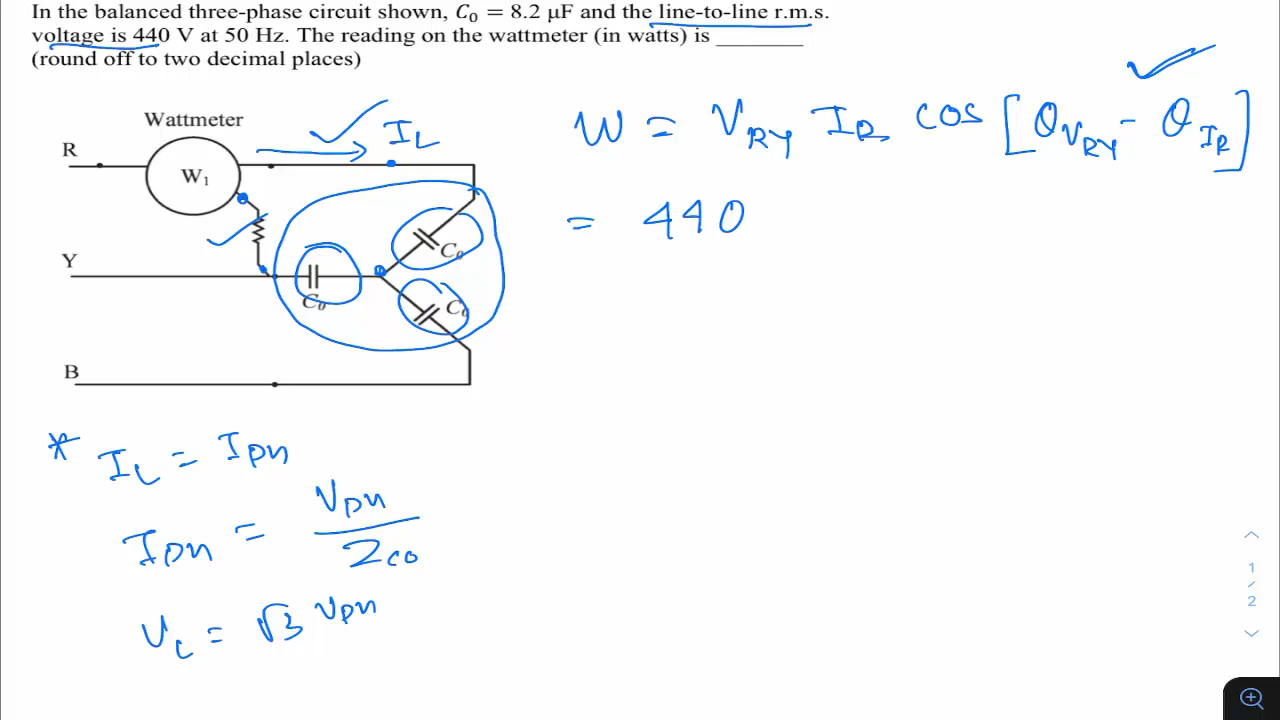 In the balanced three-phase circuit shown, C₀ = 8.2 μF and the line-to-line r.m.s.
voltage is 440 V at 50 Hz. The reading on the wattmeter (in watts) is ________
(round off to two decimal places)
Wattmeter
I_L
W = V_RY I_R cos [θ_V_RY - θ_I_R]
R
W₁
= 440
C₀
Y
C₀
C₀
B
* I_L = I_ph
I_ph = V_ph / Z_C0
V_L = √3 V_ph
1
/
2